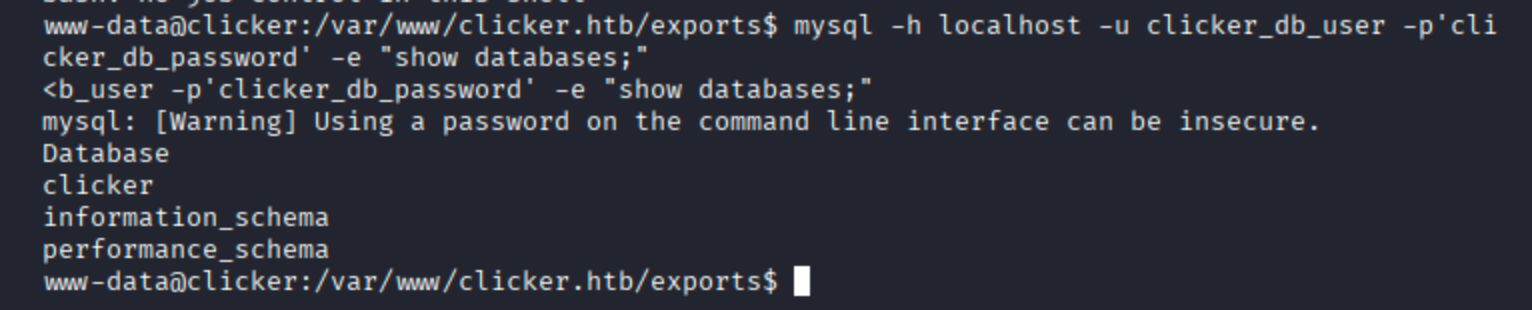 www-data@clicker:/var/www/clicker.htb/exports$ mysql -h localhost -u clicker_db_user -p'cli
cker_db_password' -e "show databases;"
<b_user -p'clicker_db_password' -e "show databases;"
mysql: [Warning] Using a password on the command line interface can be insecure.
Database
clicker
information_schema
performance_schema
www-data@clicker:/var/www/clicker.htb/exports$